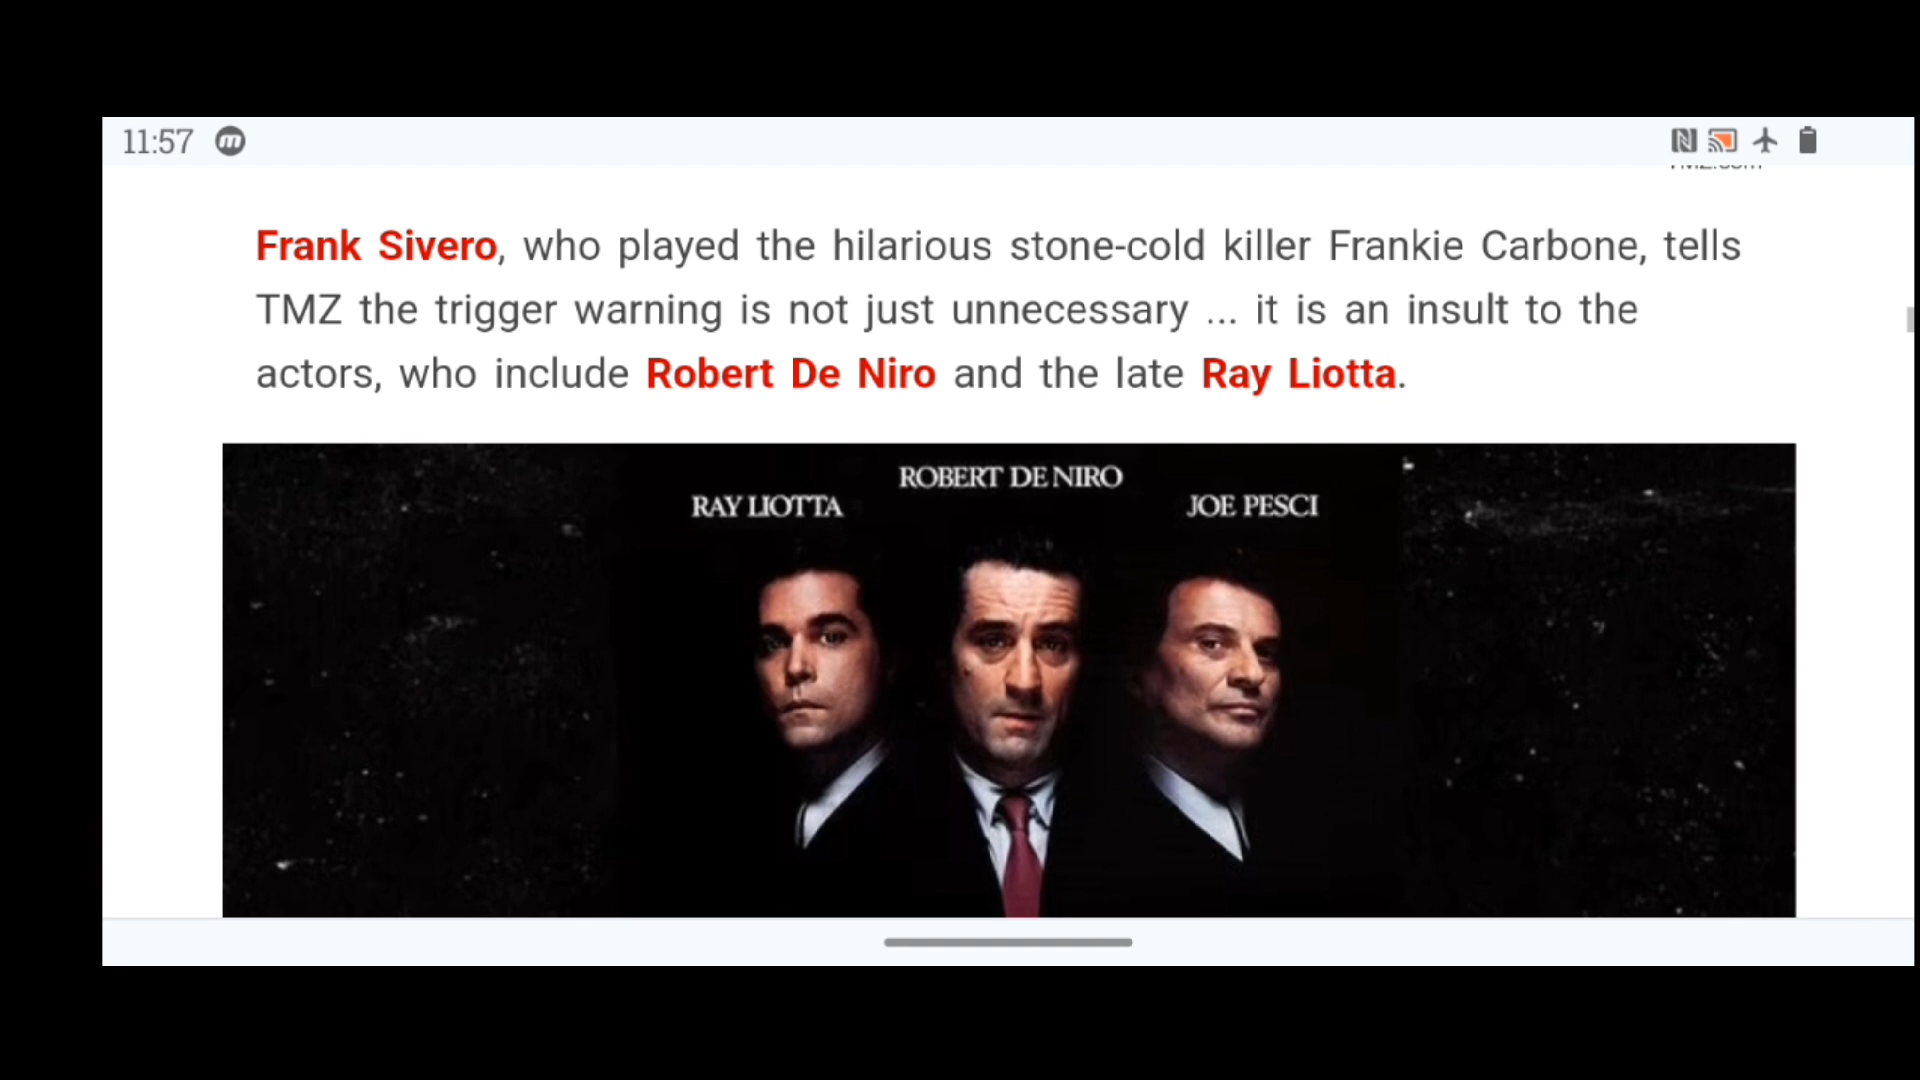 11:57
Frank Sivero, who played the hilarious stone-cold killer Frankie Carbone, tells
TMZ the trigger warning is not just unnecessary ... it is an insult to the
actors, who include Robert De Niro and the late Ray Liotta.
ROBERT DE NIRO
RAY LIOTTA
JOE PESCI